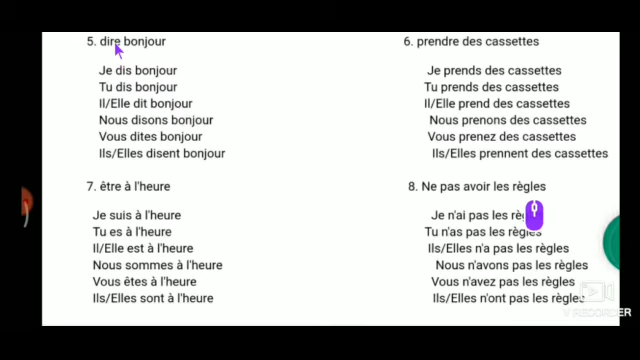 5. dire bonjour
Je dis bonjour
Tu dis bonjour
Il/Elle dit bonjour
Nous disons bonjour
Vous dites bonjour
Ils/Elles disent bonjour
6. prendre des cassettes
Je prends des cassettes
Tu prends des cassettes
Il/Elle prend des cassettes
Nous prenons des cassettes
Vous prenez des cassettes
Ils/Elles prennent des cassettes
7. être à l'heure
Je suis à l'heure
Tu es à l'heure
Il/Elle est à l'heure
Nous sommes à l'heure
Vous êtes à l'heure
Ils/Elles sont à l'heure
8. Ne pas avoir les règles
Je n'ai pas les règles
Tu n'as pas les règles
Ils/Elles n'a pas les règles
Nous n'avons pas les règles
Vous n'avez pas les règles
Ils/Elles n'ont pas les règles
V RECORDER